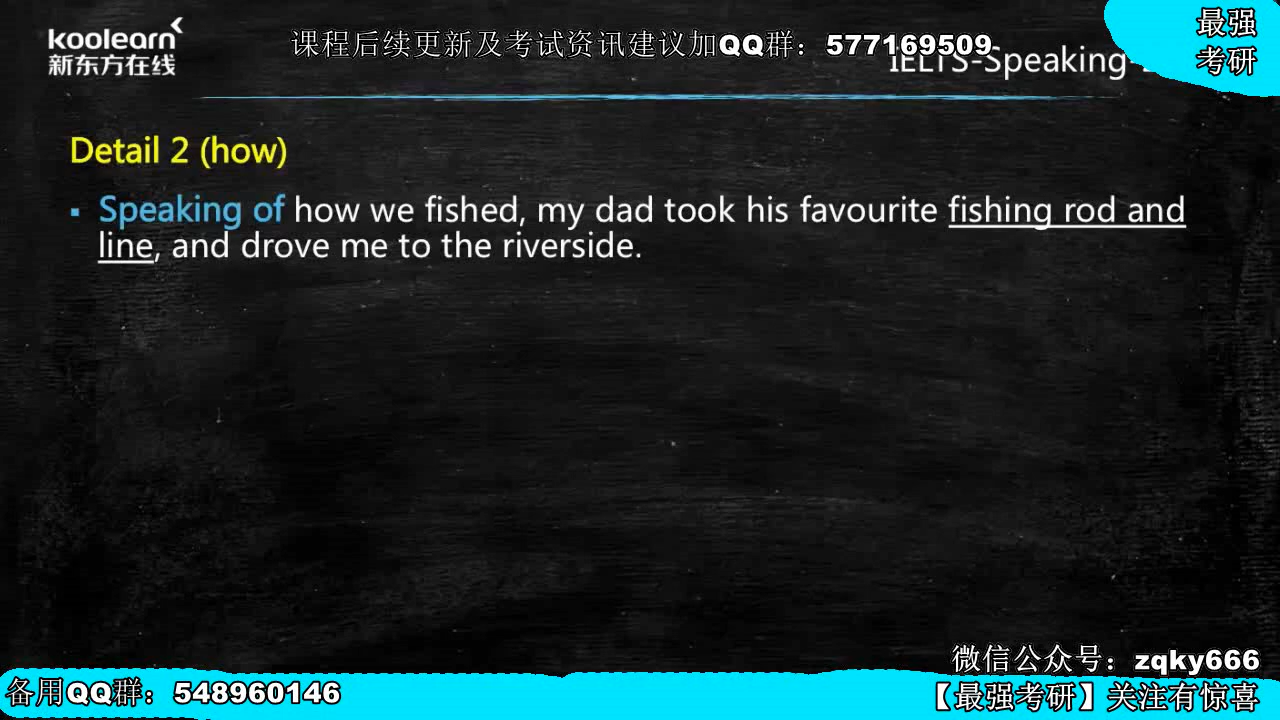 koolearn
新东方在线
课程后续更新及考试资讯建议加QQ群：577169509
IELTS-Speaking-
最强
考研
Detail 2 (how)
▪ Speaking of how we fished, my dad took his favourite fishing rod and
line, and drove me to the riverside.
微信公众号：zqky666
备用QQ群：548960146
【最强考研】关注有惊喜